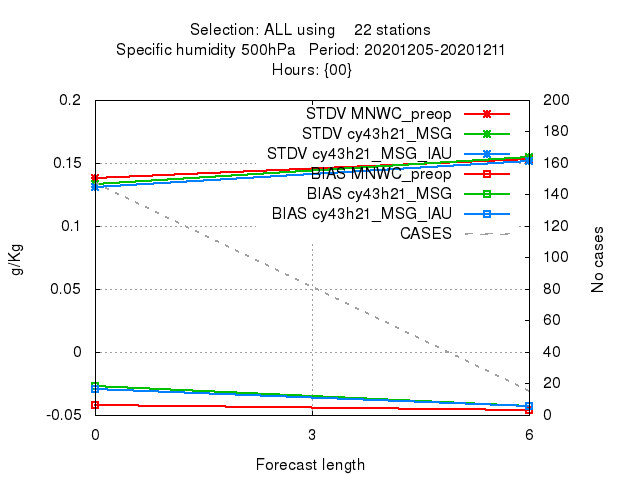 Selection: ALL using 22 stations
Specific humidity 500hPa Period: 20201205-20201211
Hours: {00}
0.2 200
STDV MNWC_preop
180
STDV cy43h21_MSG
STDV cy43h21_MSG_IAU
0.15 160
BIAS MNWC_preop
BIAS cy43h21_MSG
140
BIAS cy43h21_MSG_IAU
0.1 120
CASES
g/Kg
No cases
100
0.05 80
60
0 40
20
-0.05 0
0 3 6
Forecast length